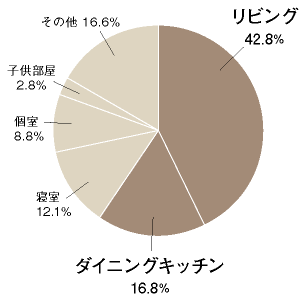 リビング
42.8%
その他 16.6%
子供部屋
2.8%
個室
8.8%
寝室
12.1%
ダイニングキッチン
16.8%